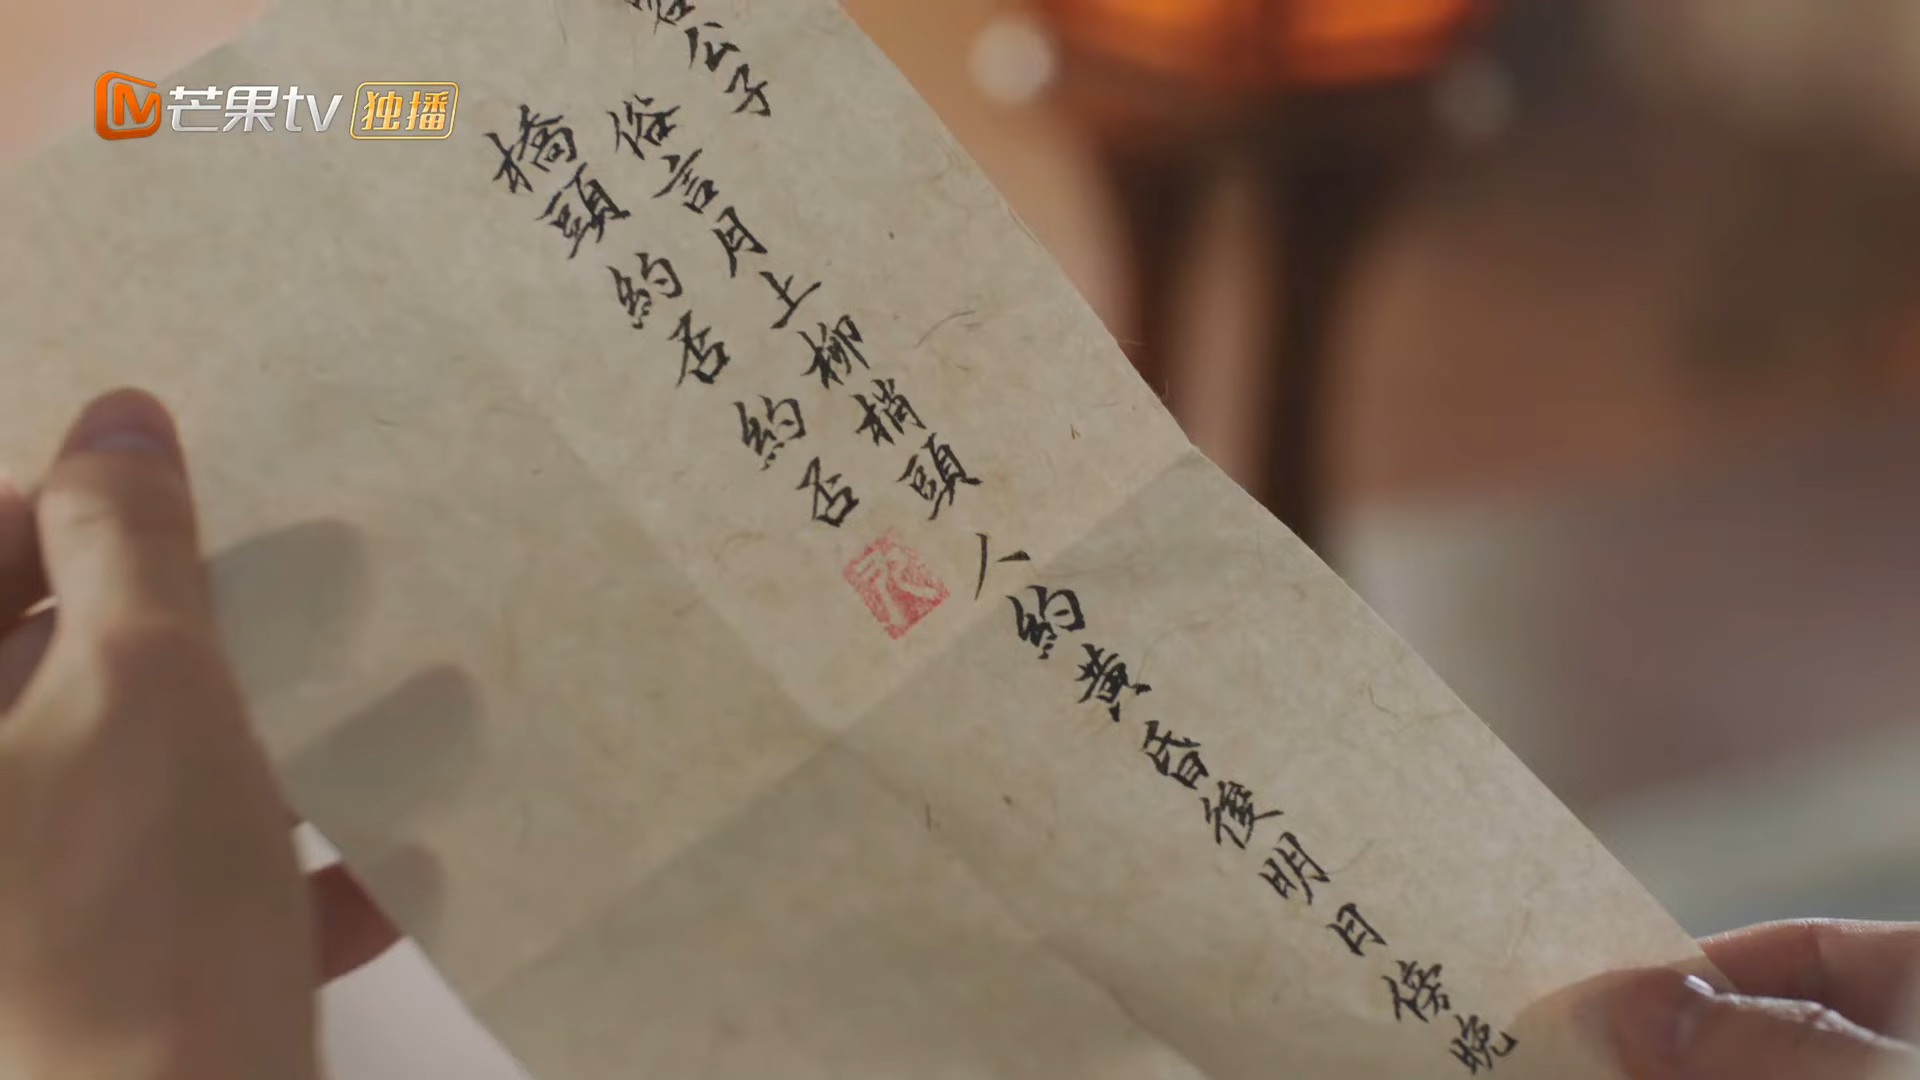 芒果tv 独播
公子
俗言月上柳梢頭人約黄昏後明日傍晚
橋頭約否約否